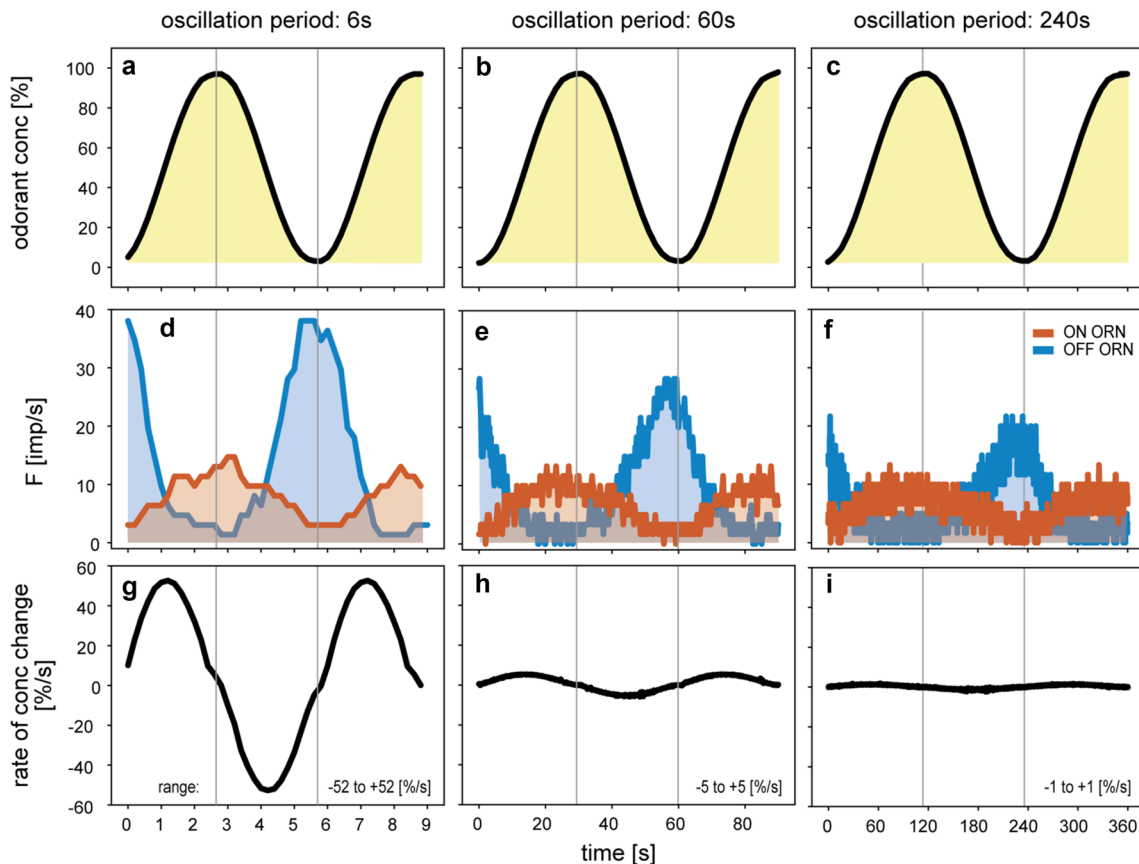 oscillation period: 6s
oscillation period: 60s
oscillation period: 240s
odorant conc [%]
100
80
60
40
20
0
a
b
c
F [imp/s]
40
30
20
10
0
d
e
f
ON ORN
OFF ORN
rate of conc change
[%/s]
60
40
20
0
-20
-40
-60
g
h
i
range:
-52 to +52 [%/s]
-5 to +5 [%/s]
-1 to +1 [%/s]
0 1 2 3 4 5 6 7 8 9
0 20 40 60 80
0 60 120 180 240 300 360
time [s]